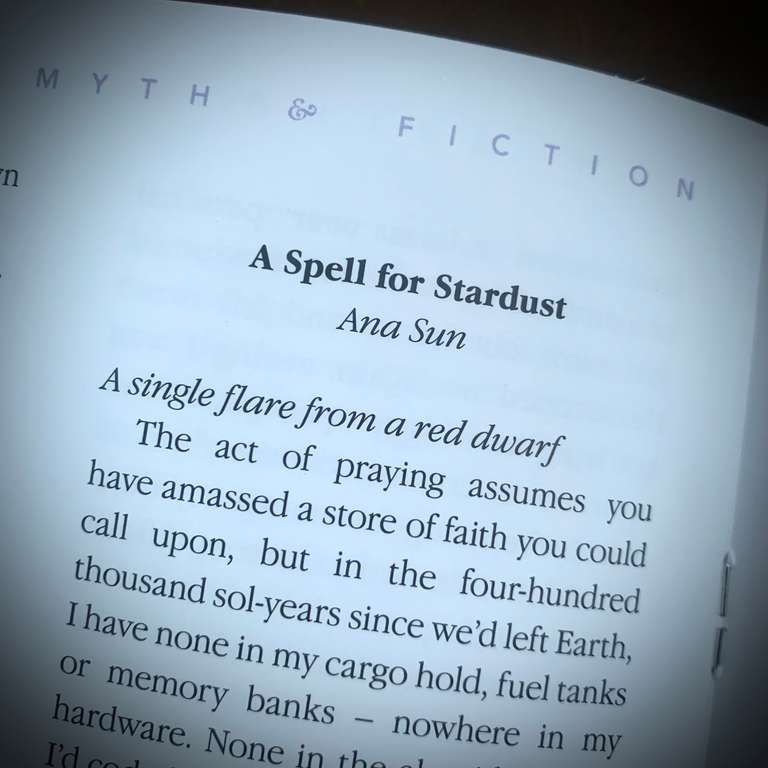 MYTH & FICTION
A Spell for Stardust
Ana Sun
A single flare from a red dwarf
The act of praying assumes you
have amassed a store of faith you could
call upon, but in the four-hundred
thousand sol-years since we'd left Earth,
I have none in my cargo hold, fuel tanks
or memory banks – nowhere in my
hardware. None in the
I'd